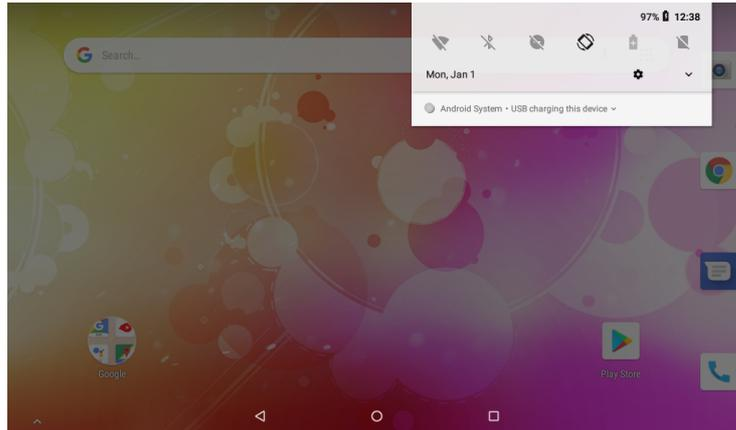 97% 12:38
Search...
Mon, Jan 1
Android System • USB charging this device
Google
Play Store